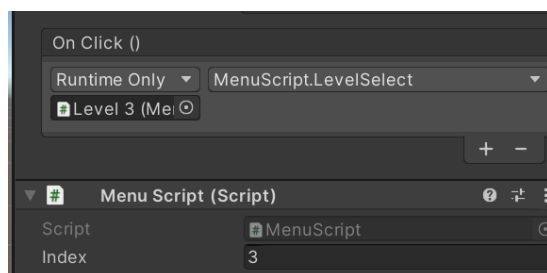 On Click ()
Runtime Only MenuScript.LevelSelect
# Level 3 (Me
+ −
# Menu Script (Script)
Script # MenuScript
Index 3